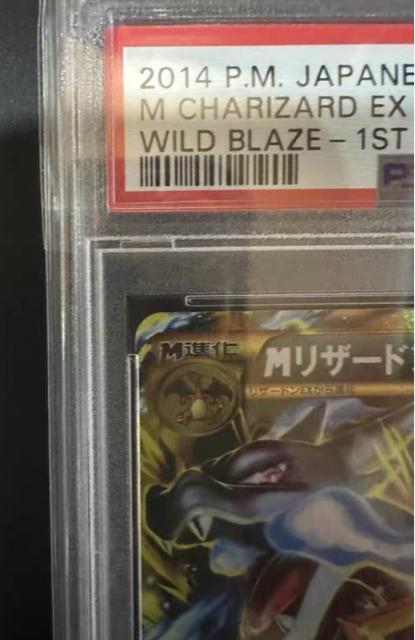 2014 P.M. JAPANE
M CHARIZARD EX
WILD BLAZE - 1ST
P
M進化
Mリザード
リザードンEXから進化